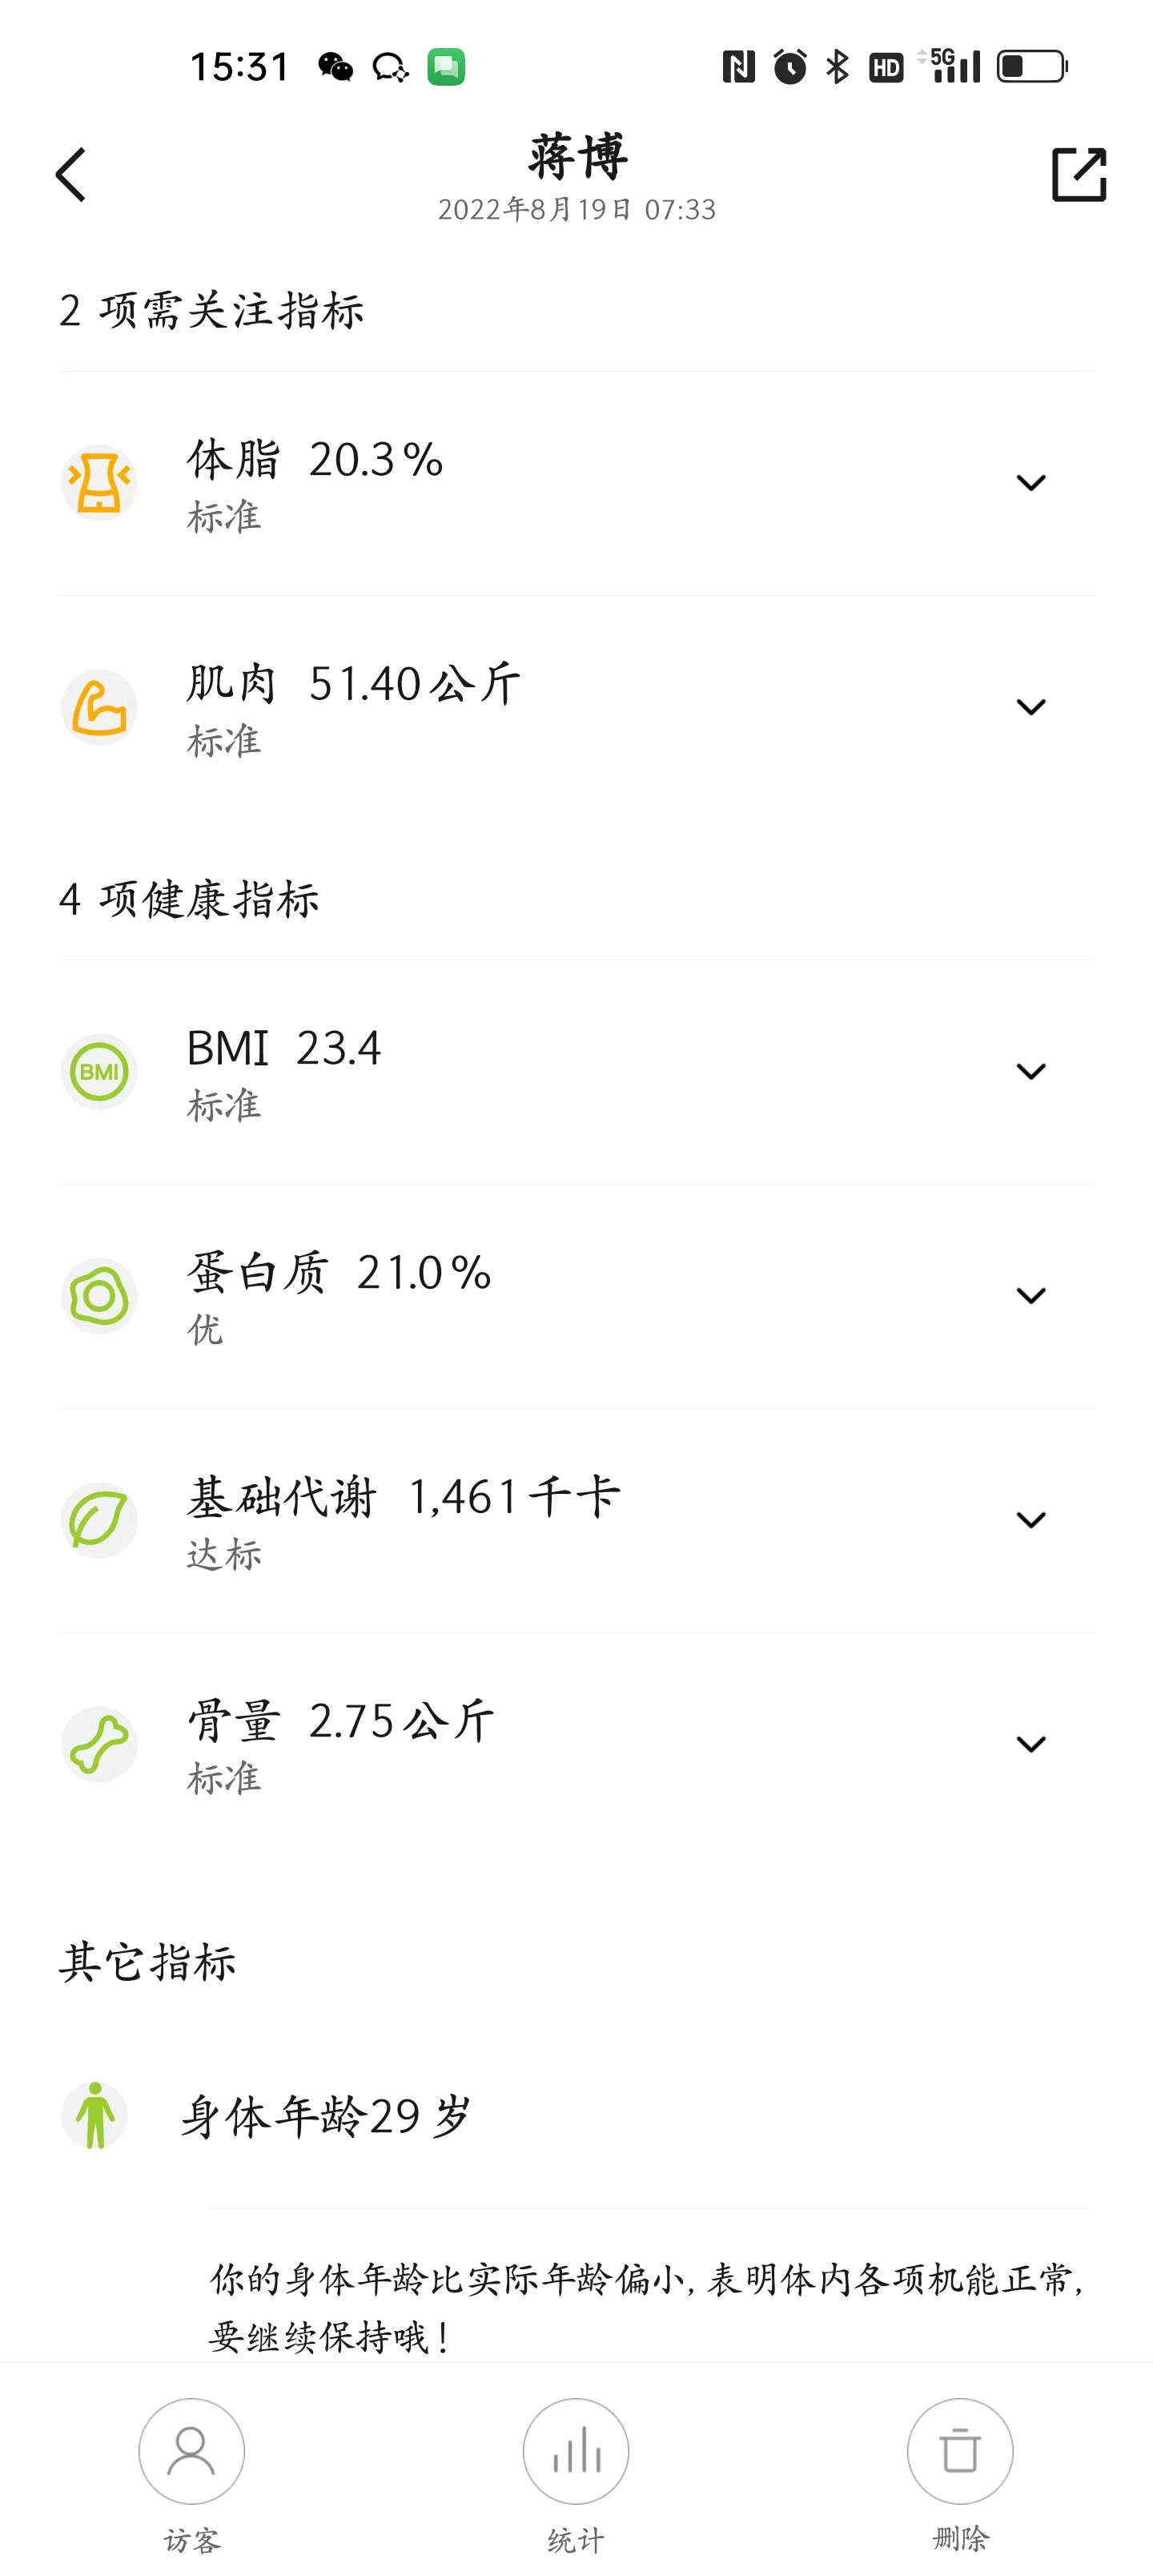 15:31
HD 5G
蒋博
2022年8月19日 07:33
2 项需关注指标
体脂 20.3%
标准
肌肉 51.40公斤
标准
4 项健康指标
BMI BMI 23.4
标准
蛋白质 21.0%
优
基础代谢 1,461千卡
达标
骨量 2.75公斤
标准
其它指标
身体年龄29 岁
你的身体年龄比实际年龄偏小, 表明体内各项机能正常,
要继续保持哦!
访客 统计 删除